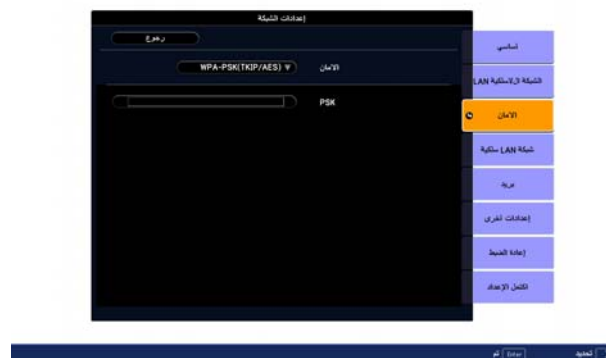 إعدادات الشبكة
أساسي
الشبكة اللاسلكية LAN
الأمان
شبكة LAN سلكية
بريد
إعدادات أخرى
إعادة الضبط
اكتمل الإعداد
رجوع
الأمان WPA-PSK(TKIP/AES)
PSK
تحديد [Enter] تم